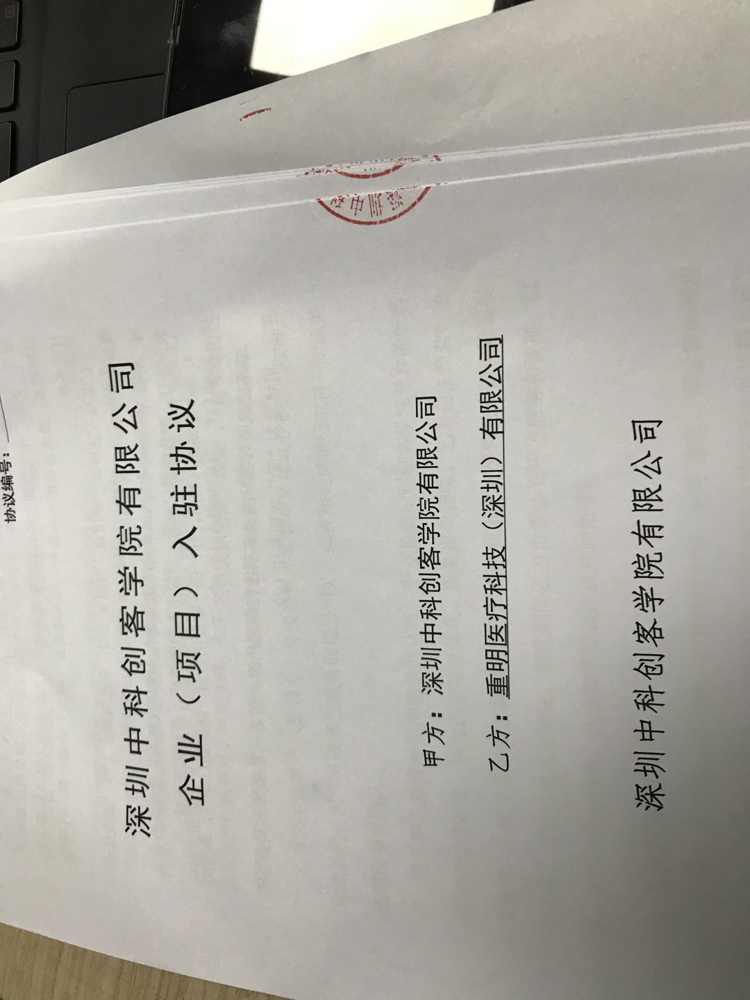 协议编号：
深圳中科创客学院有限公司
企业（项目）入驻协议
甲方：深圳中科创客学院有限公司
乙方：重明医疗科技（深圳）有限公司
深圳中科创客学院有限公司
深圳中